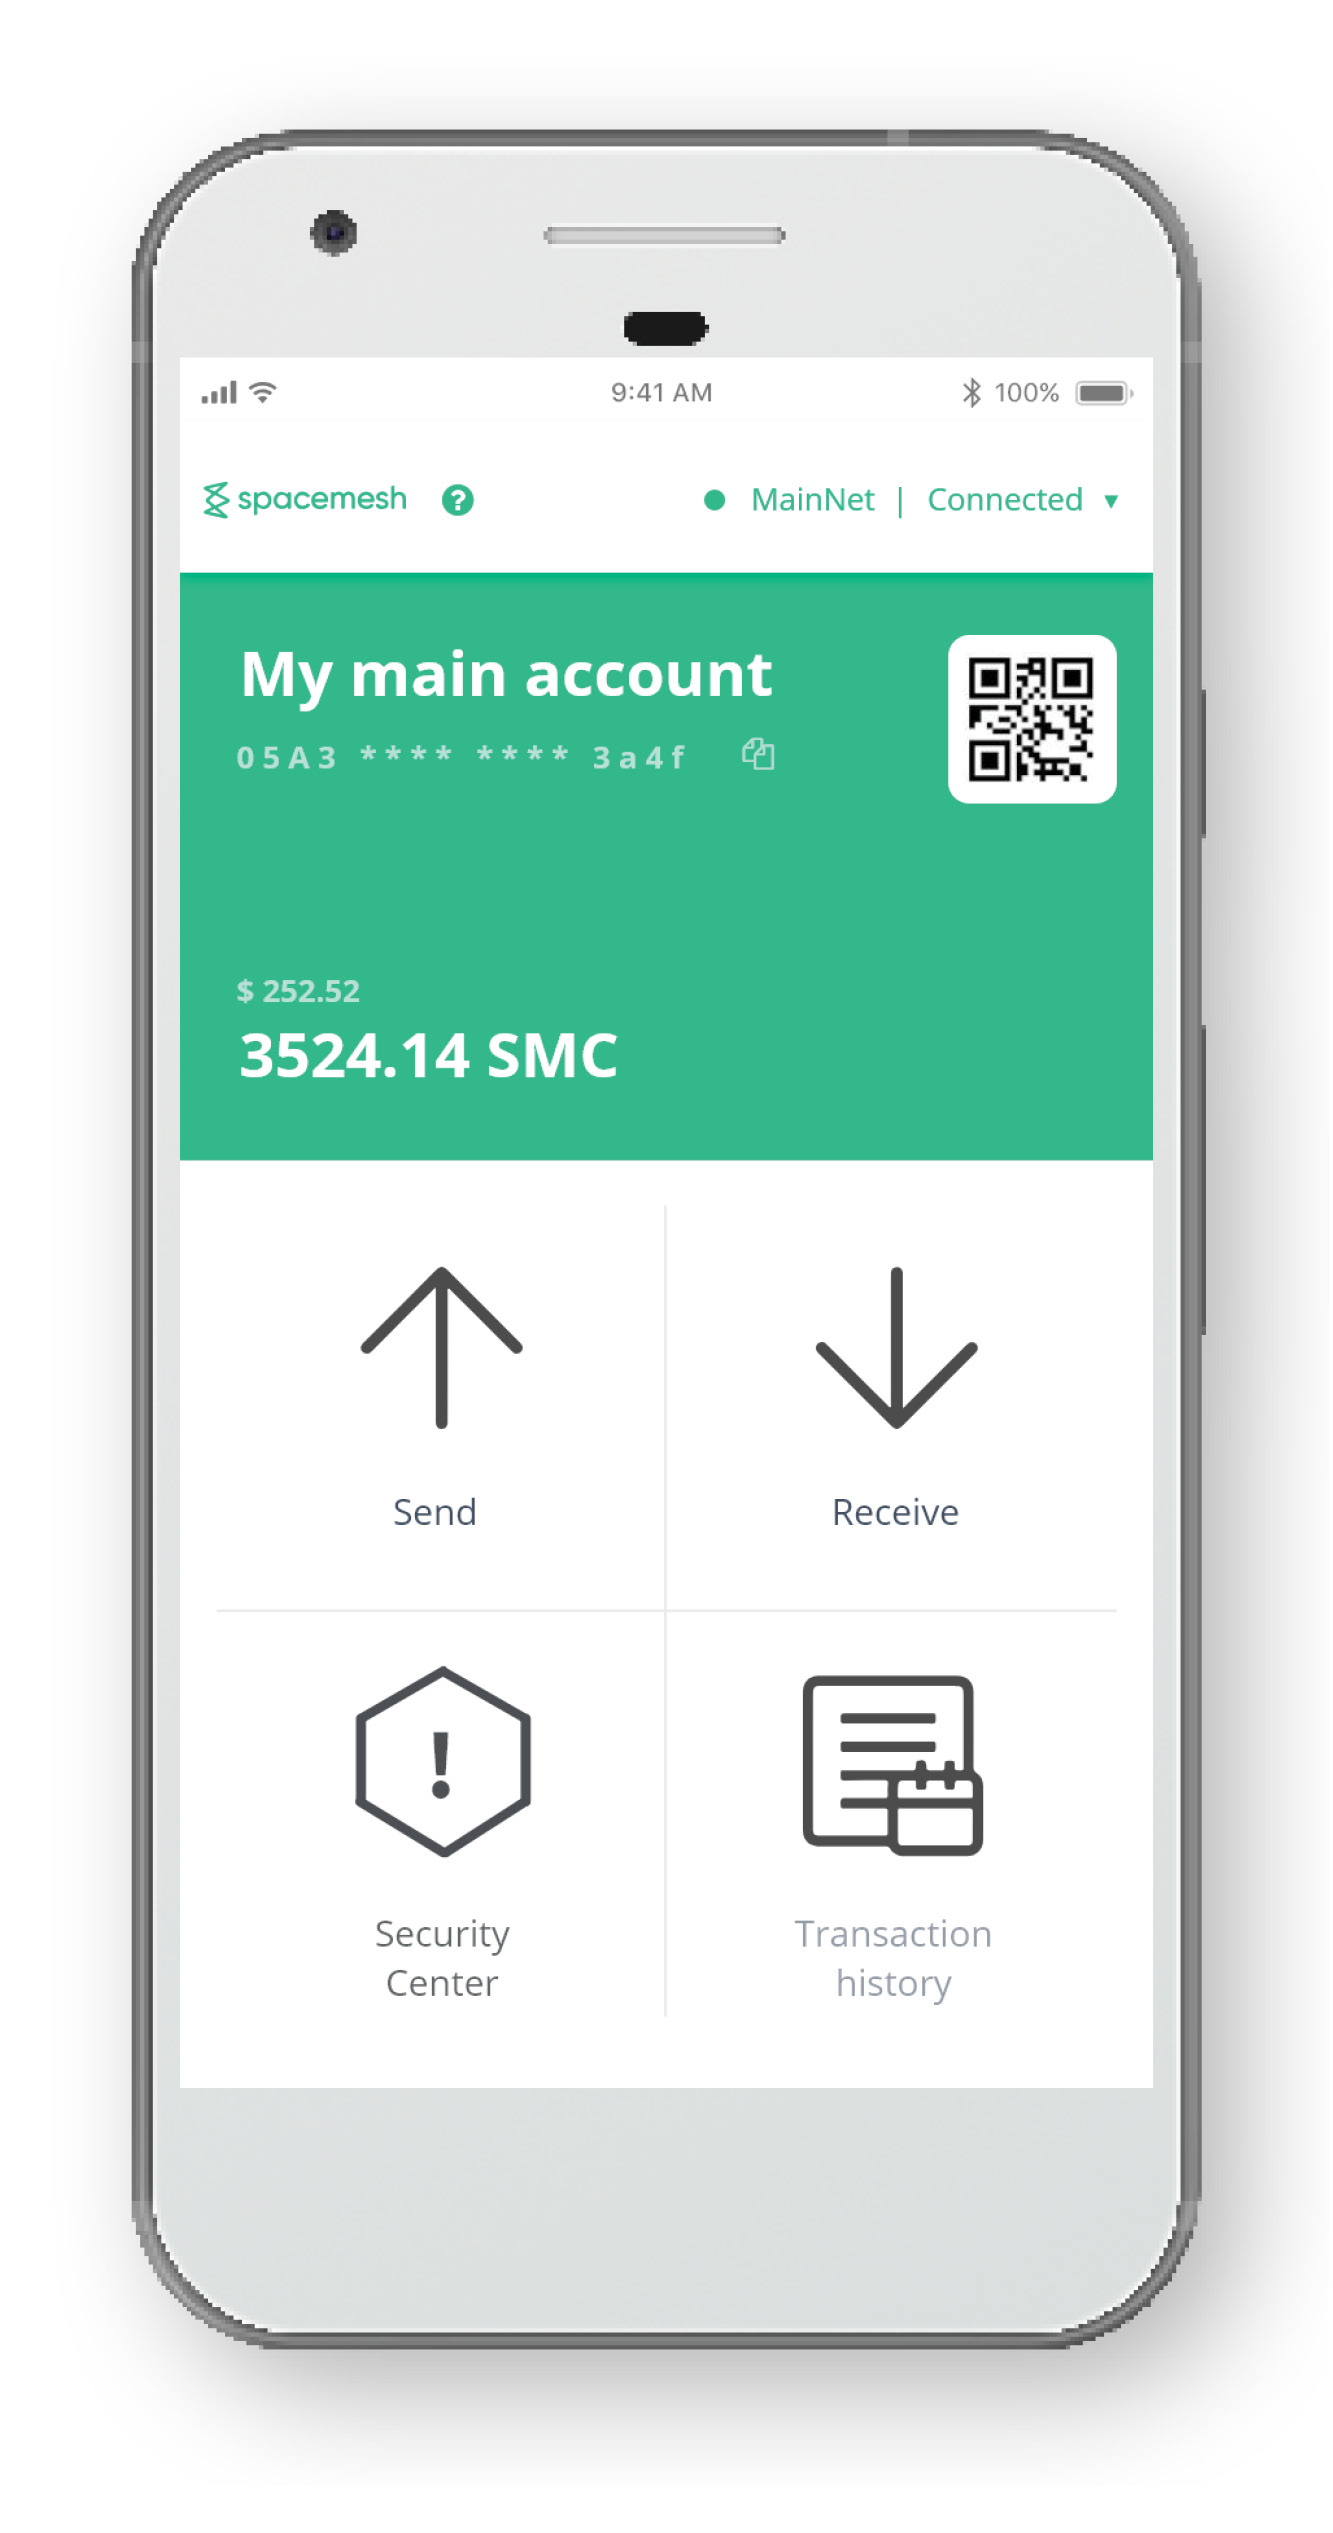 9:41 AM 100%
spacemesh ? MainNet | Connected ▼
My main account
05A3 **** **** 3a4f
$ 252.52
3524.14 SMC
Send
Receive
!
Security
Center
Transaction
history